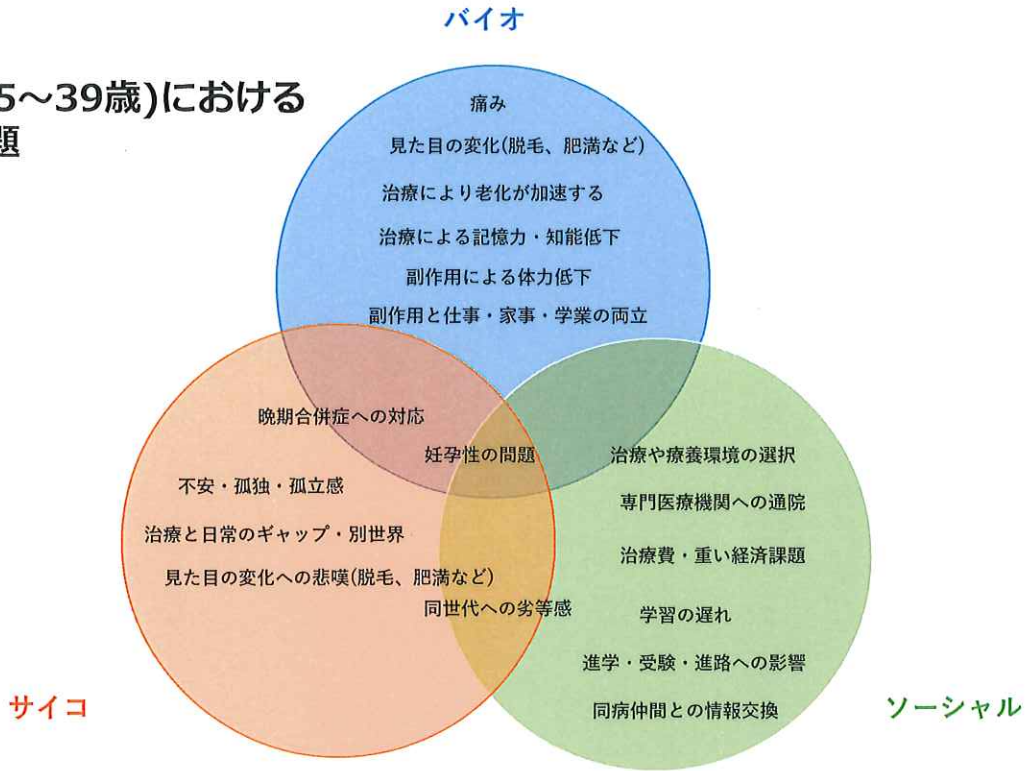 バイオ
5～39歳)における
題
痛み
見た目の変化(脱毛、肥満など)
治療により老化が加速する
治療による記憶力・知能低下
副作用による体力低下
副作用と仕事・家事・学業の両立
晩期合併症への対応
妊孕性の問題
治療や療養環境の選択
不安・孤独・孤立感
専門医療機関への通院
治療と日常のギャップ・別世界
治療費・重い経済課題
見た目の変化への悲嘆(脱毛、肥満など)
同世代への劣等感
学習の遅れ
進学・受験・進路への影響
同病仲間との情報交換
サイコ
ソーシャル